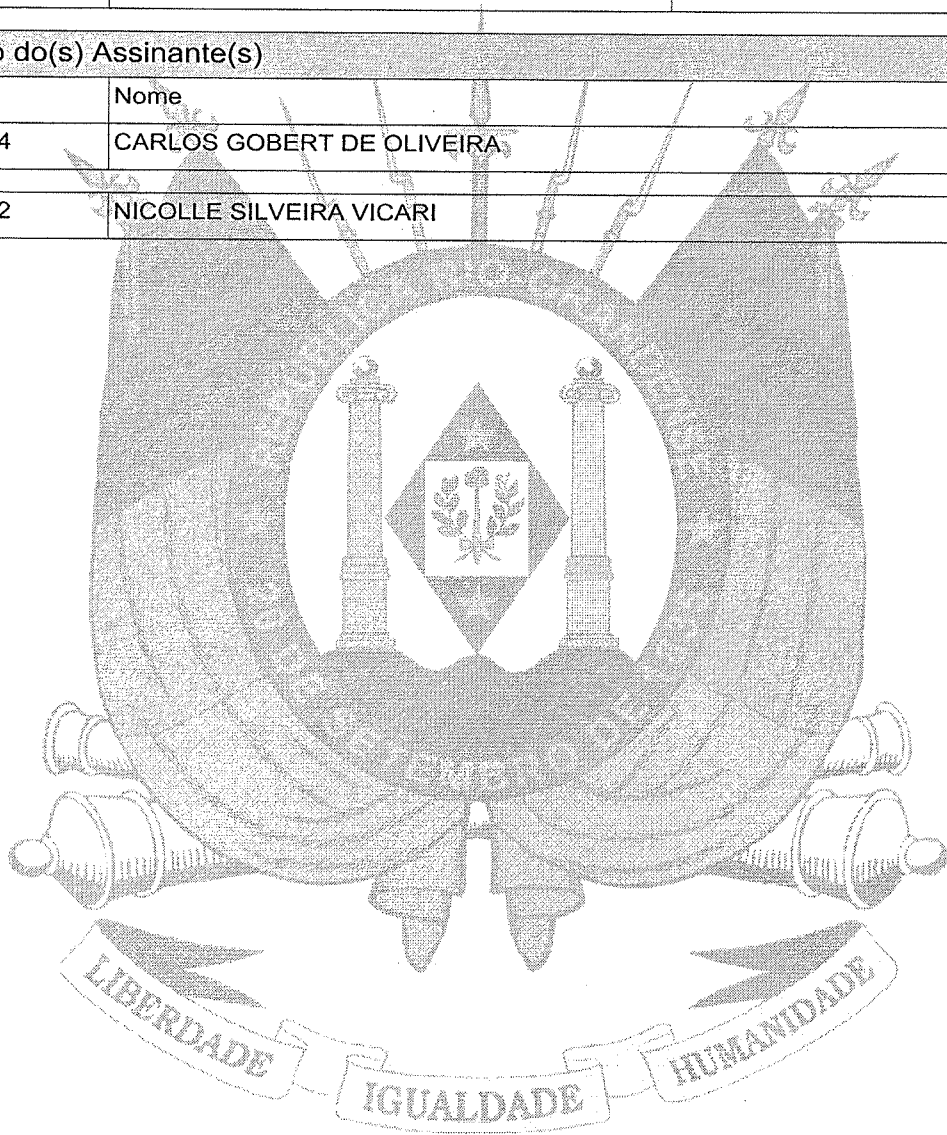 do(s) Assinante(s)
Nome
4 CARLOS GOBERT DE OLIVEIRA
2 NICOLLE SILVEIRA VICARI
LIBERDADE
IGUALDADE
HUMANIDADE